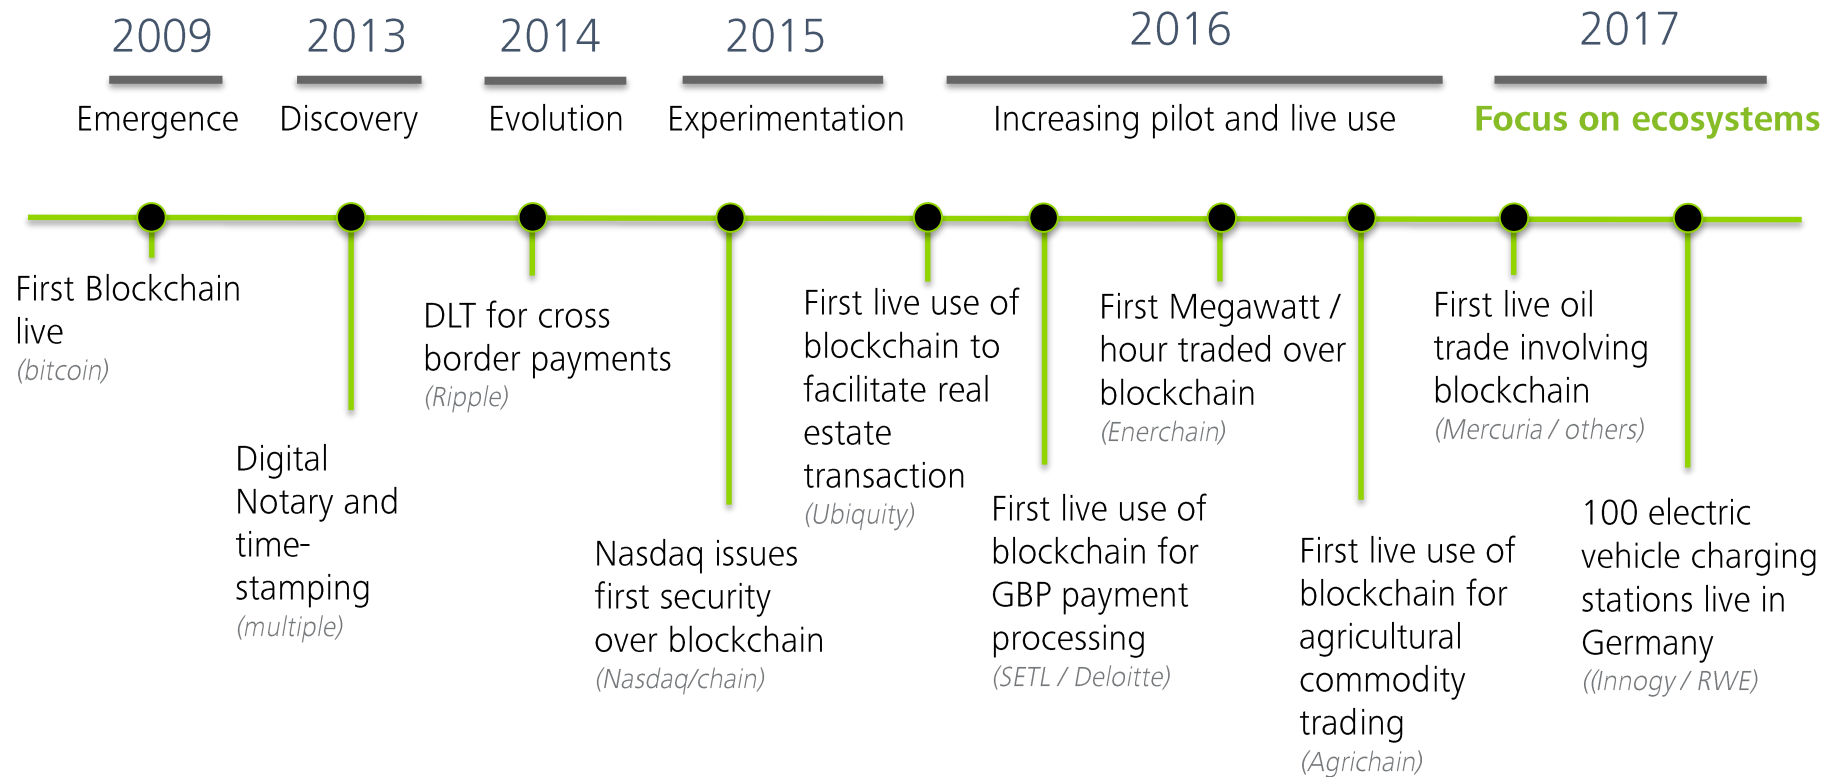 2009
Emergence
2013
Discovery
2014
Evolution
2015
Experimentation
2016
Increasing pilot and live use
2017
Focus on ecosystems
First Blockchain
live
(bitcoin)
Digital
Notary and
time-
stamping
(multiple)
DLT for cross
border payments
(Ripple)
Nasdaq issues
first security
over blockchain
(Nasdaq/chain)
First live use of
blockchain to
facilitate real
estate
transaction
(Ubiquity)
First live use of
blockchain for
GBP payment
processing
(SETL / Deloitte)
First Megawatt /
hour traded over
blockchain
(Enerchain)
First live use of
blockchain for
agricultural
commodity
trading
(Agrichain)
First live oil
trade involving
blockchain
(Mercuria / others)
100 electric
vehicle charging
stations live in
Germany
((Innogy / RWE)